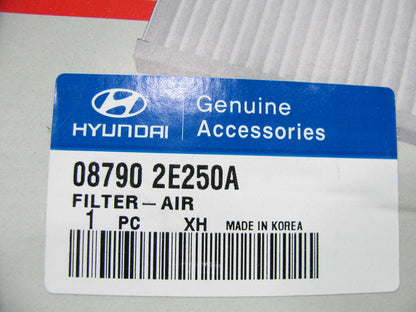 HYUNDAI
Genuine
Accessories
08790 2E250A
FILTER-AIR
1 PC XH MADE IN KOREA